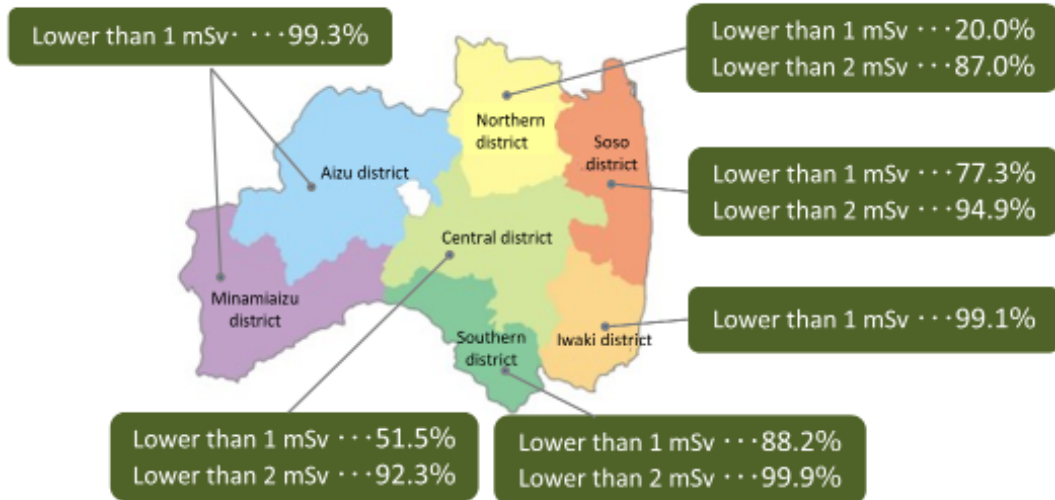 Lower than 1 mSv・ ・・・99.3%
Lower than 1 mSv ・・・20.0%
Lower than 2 mSv ・・・87.0%
Northern
district
Soso
district
Aizu district
Lower than 1 mSv ・・・77.3%
Lower than 2 mSv ・・・94.9%
Central district
Minamiaizu
district
Lower than 1 mSv ・・・99.1%
Southern
district
Iwaki district
Lower than 1 mSv ・・・51.5%
Lower than 2 mSv ・・・92.3%
Lower than 1 mSv ・・・88.2%
Lower than 2 mSv ・・・99.9%